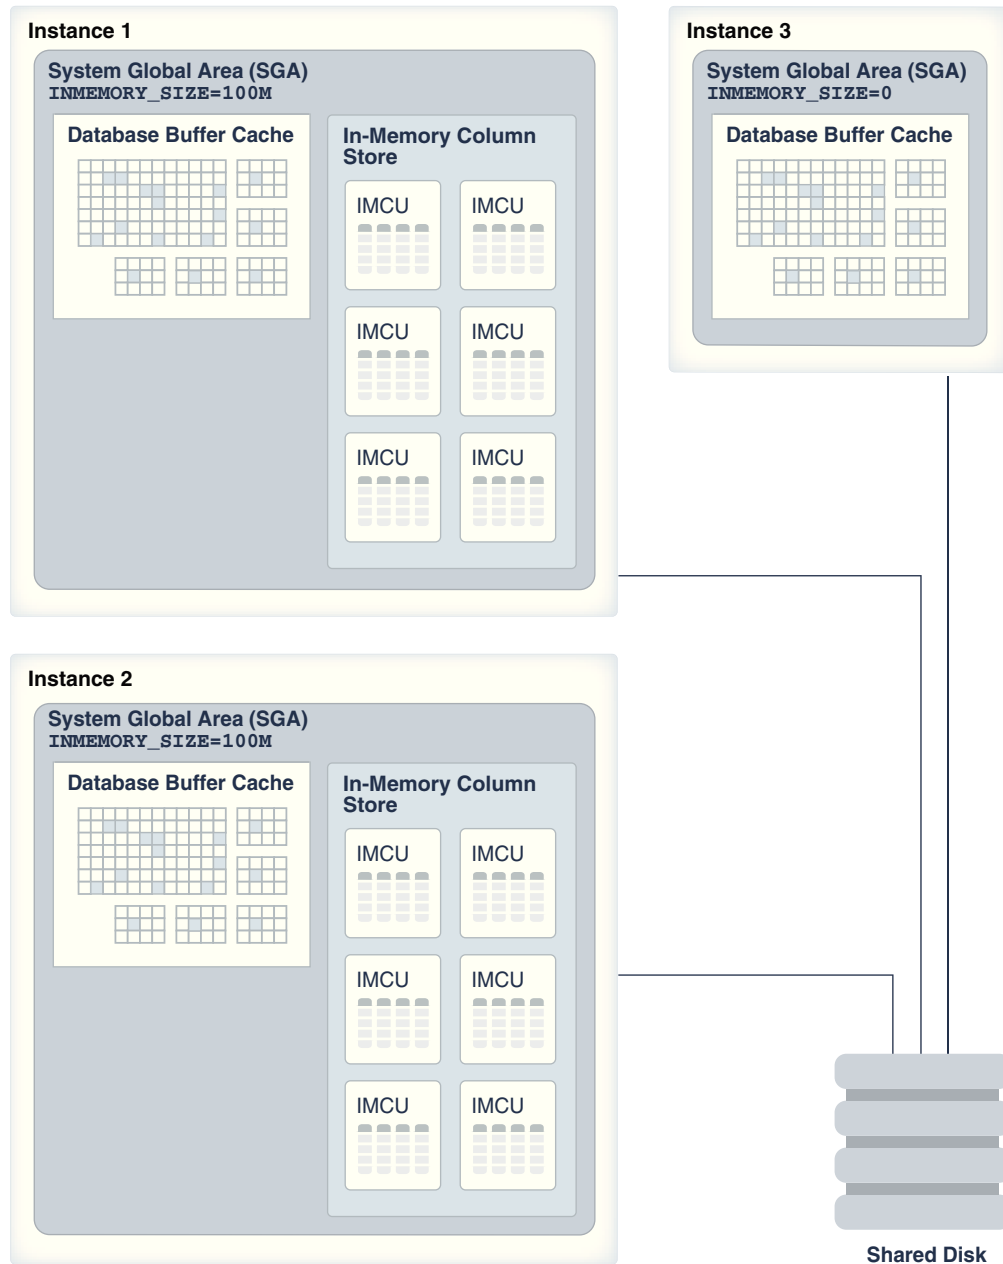 Instance 1
System Global Area (SGA)
INMEMORY_SIZE=100M
Database Buffer Cache
In-Memory Column
Store
IMCU
IMCU
IMCU
IMCU
IMCU
IMCU
Instance 3
System Global Area (SGA)
INMEMORY_SIZE=0
Database Buffer Cache
Instance 2
System Global Area (SGA)
INMEMORY_SIZE=100M
Database Buffer Cache
In-Memory Column
Store
IMCU
IMCU
IMCU
IMCU
IMCU
IMCU
Shared Disk